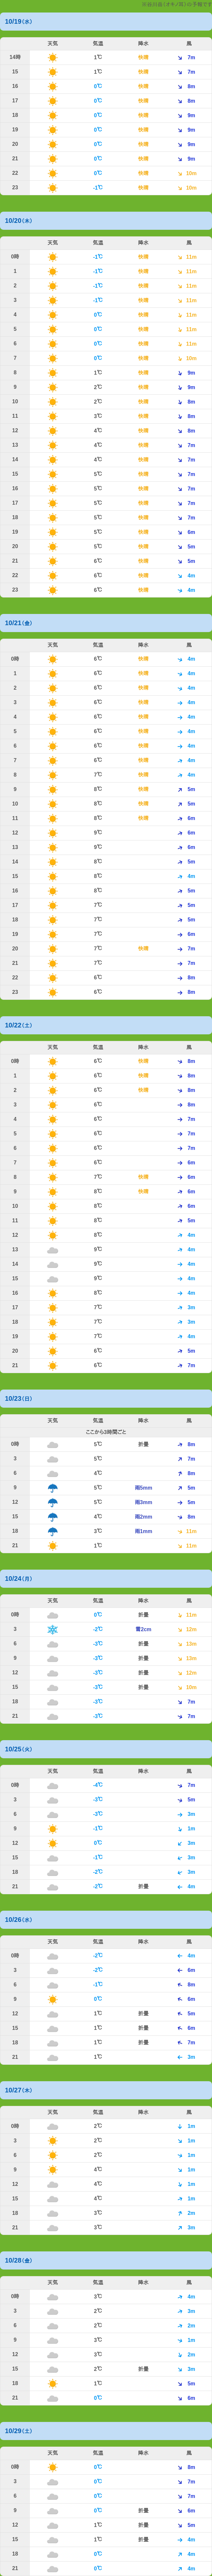 ※谷川岳(オキノ耳)の予報です
10/19(水)
天気 気温 降水 風
14時 1℃ 快晴 7m
15 1℃ 快晴 7m
16 0℃ 快晴 8m
17 0℃ 快晴 8m
18 0℃ 快晴 9m
19 0℃ 快晴 9m
20 0℃ 快晴 9m
21 0℃ 快晴 9m
22 0℃ 快晴 10m
23 -1℃ 快晴 10m
10/20(木)
天気 気温 降水 風
0時 -1℃ 快晴 11m
1 -1℃ 快晴 11m
2 -1℃ 快晴 11m
3 -1℃ 快晴 11m
4 0℃ 快晴 11m
5 0℃ 快晴 11m
6 0℃ 快晴 11m
7 0℃ 快晴 10m
8 1℃ 快晴 9m
9 2℃ 快晴 9m
10 2℃ 快晴 8m
11 3℃ 快晴 8m
12 4℃ 快晴 8m
13 4℃ 快晴 7m
14 4℃ 快晴 7m
15 5℃ 快晴 7m
16 5℃ 快晴 7m
17 5℃ 快晴 7m
18 5℃ 快晴 7m
19 5℃ 快晴 6m
20 5℃ 快晴 5m
21 6℃ 快晴 5m
22 6℃ 快晴 4m
23 6℃ 快晴 4m
10/21(金)
天気 気温 降水 風
0時 6℃ 快晴 4m
1 6℃ 快晴 4m
2 6℃ 快晴 4m
3 6℃ 快晴 4m
4 6℃ 快晴 4m
5 6℃ 快晴 4m
6 6℃ 快晴 4m
7 6℃ 快晴 4m
8 7℃ 快晴 4m
9 8℃ 快晴 5m
10 8℃ 快晴 5m
11 8℃ 快晴 6m
12 9℃ 6m
13 9℃ 6m
14 8℃ 5m
15 8℃ 4m
16 8℃ 5m
17 7℃ 5m
18 7℃ 5m
19 7℃ 6m
20 7℃ 快晴 7m
21 7℃ 7m
22 6℃ 8m
23 6℃ 8m
10/22(土)
天気 気温 降水 風
0時 6℃ 快晴 8m
1 6℃ 快晴 8m
2 6℃ 快晴 8m
3 6℃ 8m
4 6℃ 7m
5 6℃ 7m
6 6℃ 7m
7 6℃ 6m
8 7℃ 快晴 6m
9 8℃ 快晴 6m
10 8℃ 6m
11 8℃ 5m
12 8℃ 4m
13 9℃ 4m
14 9℃ 4m
15 9℃ 4m
16 8℃ 4m
17 7℃ 3m
18 7℃ 3m
19 7℃ 4m
20 6℃ 5m
21 6℃ 7m
10/23(日)
天気 気温 降水 風
ここから3時間ごと
0時 5℃ 折畳 8m
3 5℃ 7m
6 4℃ 8m
9 5℃ 雨5mm 5m
12 5℃ 雨3mm 5m
15 4℃ 雨2mm 8m
18 3℃ 雨1mm 11m
21 1℃ 11m
10/24(月)
天気 気温 降水 風
0時 0℃ 折畳 11m
3 -2℃ 雪2cm 12m
6 -3℃ 折畳 13m
9 -3℃ 折畳 13m
12 -3℃ 折畳 12m
15 -3℃ 折畳 10m
18 -3℃ 7m
21 -3℃ 7m
10/25(火)
天気 気温 降水 風
0時 -4℃ 7m
3 -3℃ 5m
6 -3℃ 3m
9 -1℃ 1m
12 0℃ 3m
15 -1℃ 3m
18 -2℃ 3m
21 -2℃ 折畳 4m
10/26(水)
天気 気温 降水 風
0時 -2℃ 4m
3 -2℃ 6m
6 -1℃ 8m
9 0℃ 6m
12 1℃ 折畳 5m
15 1℃ 折畳 6m
18 1℃ 折畳 7m
21 1℃ 3m
10/27(木)
天気 気温 降水 風
0時 2℃ 1m
3 2℃ 1m
6 2℃ 1m
9 4℃ 1m
12 4℃ 1m
15 4℃ 1m
18 3℃ 2m
21 3℃ 3m
10/28(金)
天気 気温 降水 風
0時 3℃ 4m
3 2℃ 3m
6 2℃ 2m
9 3℃ 1m
12 3℃ 2m
15 2℃ 折畳 3m
18 1℃ 5m
21 0℃ 6m
10/29(土)
天気 気温 降水 風
0時 0℃ 8m
3 0℃ 7m
6 0℃ 7m
9 0℃ 折畳 6m
12 1℃ 折畳 5m
15 1℃ 折畳 4m
18 0℃ 4m
21 0℃ 4m